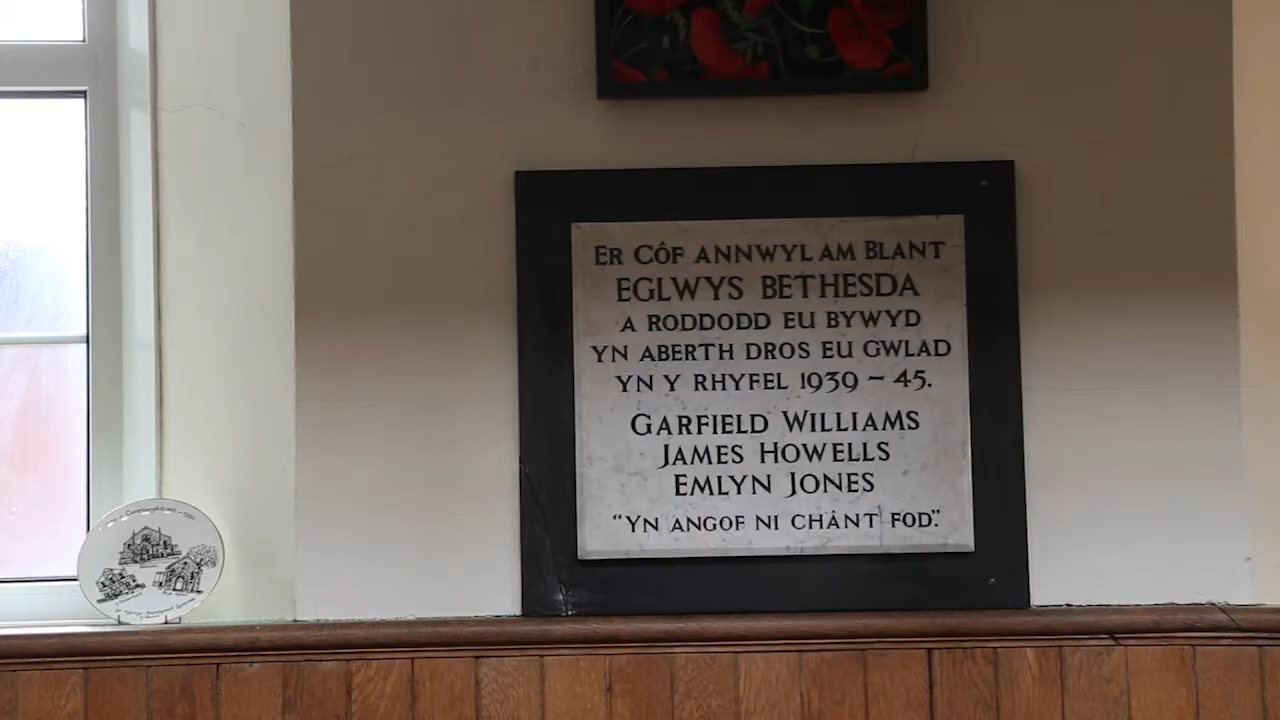 ER CÔF ANNWYL AM BLANT
EGLWYS BETHESDA
A RODDODD EU BYWYD
YN ABERTH DROS EU GWLAD
YN Y RHYFEL 1939 – 45.
GARFIELD WILLIAMS
JAMES HOWELLS
EMLYN JONES
"YN ANGOF NI CHÂNT FOD".